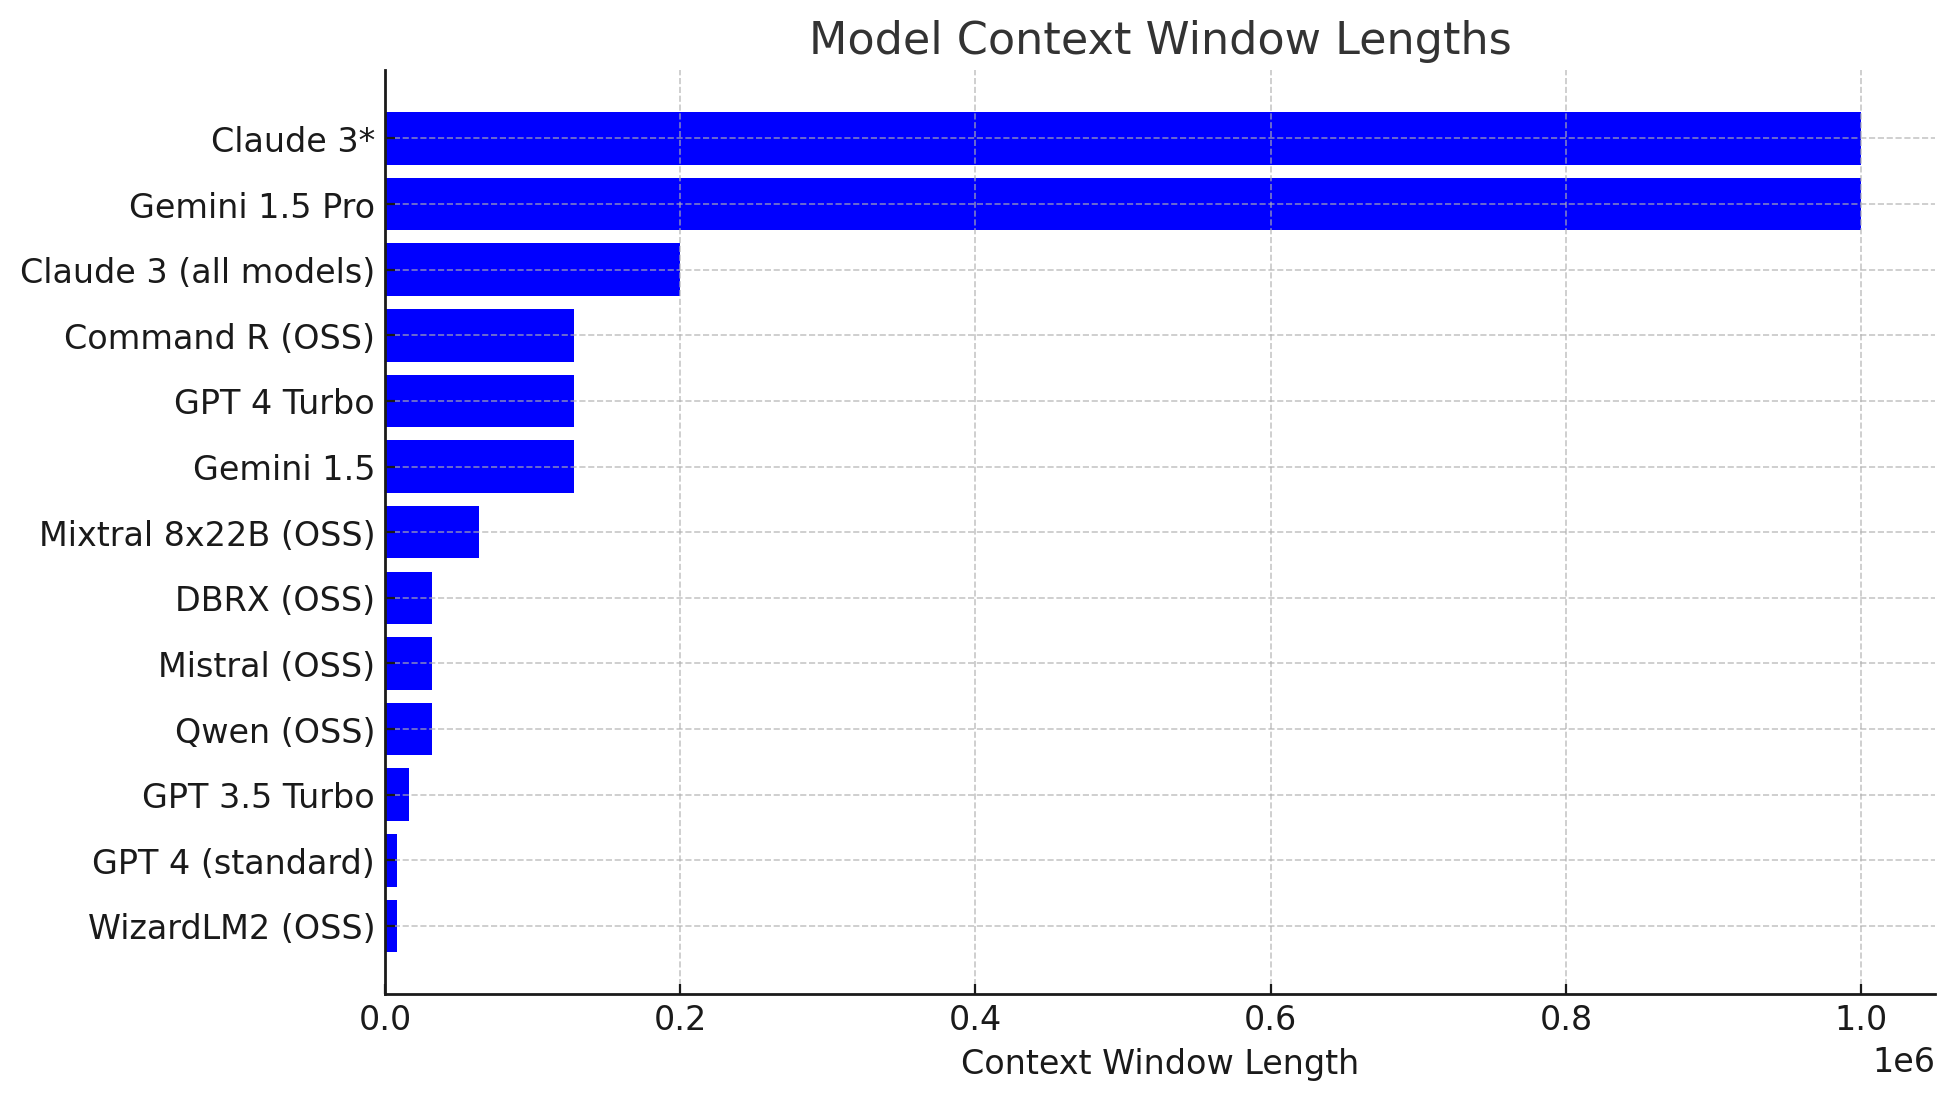 Model Context Window Lengths
Claude 3*
Gemini 1.5 Pro
Claude 3 (all models)
Command R (OSS)
GPT 4 Turbo
Gemini 1.5
Mixtral 8x22B (OSS)
DBRX (OSS)
Mistral (OSS)
Qwen (OSS)
GPT 3.5 Turbo
GPT 4 (standard)
WizardLM2 (OSS)
0.0 0.2 0.4 0.6 0.8 1.0
Context Window Length
1e6